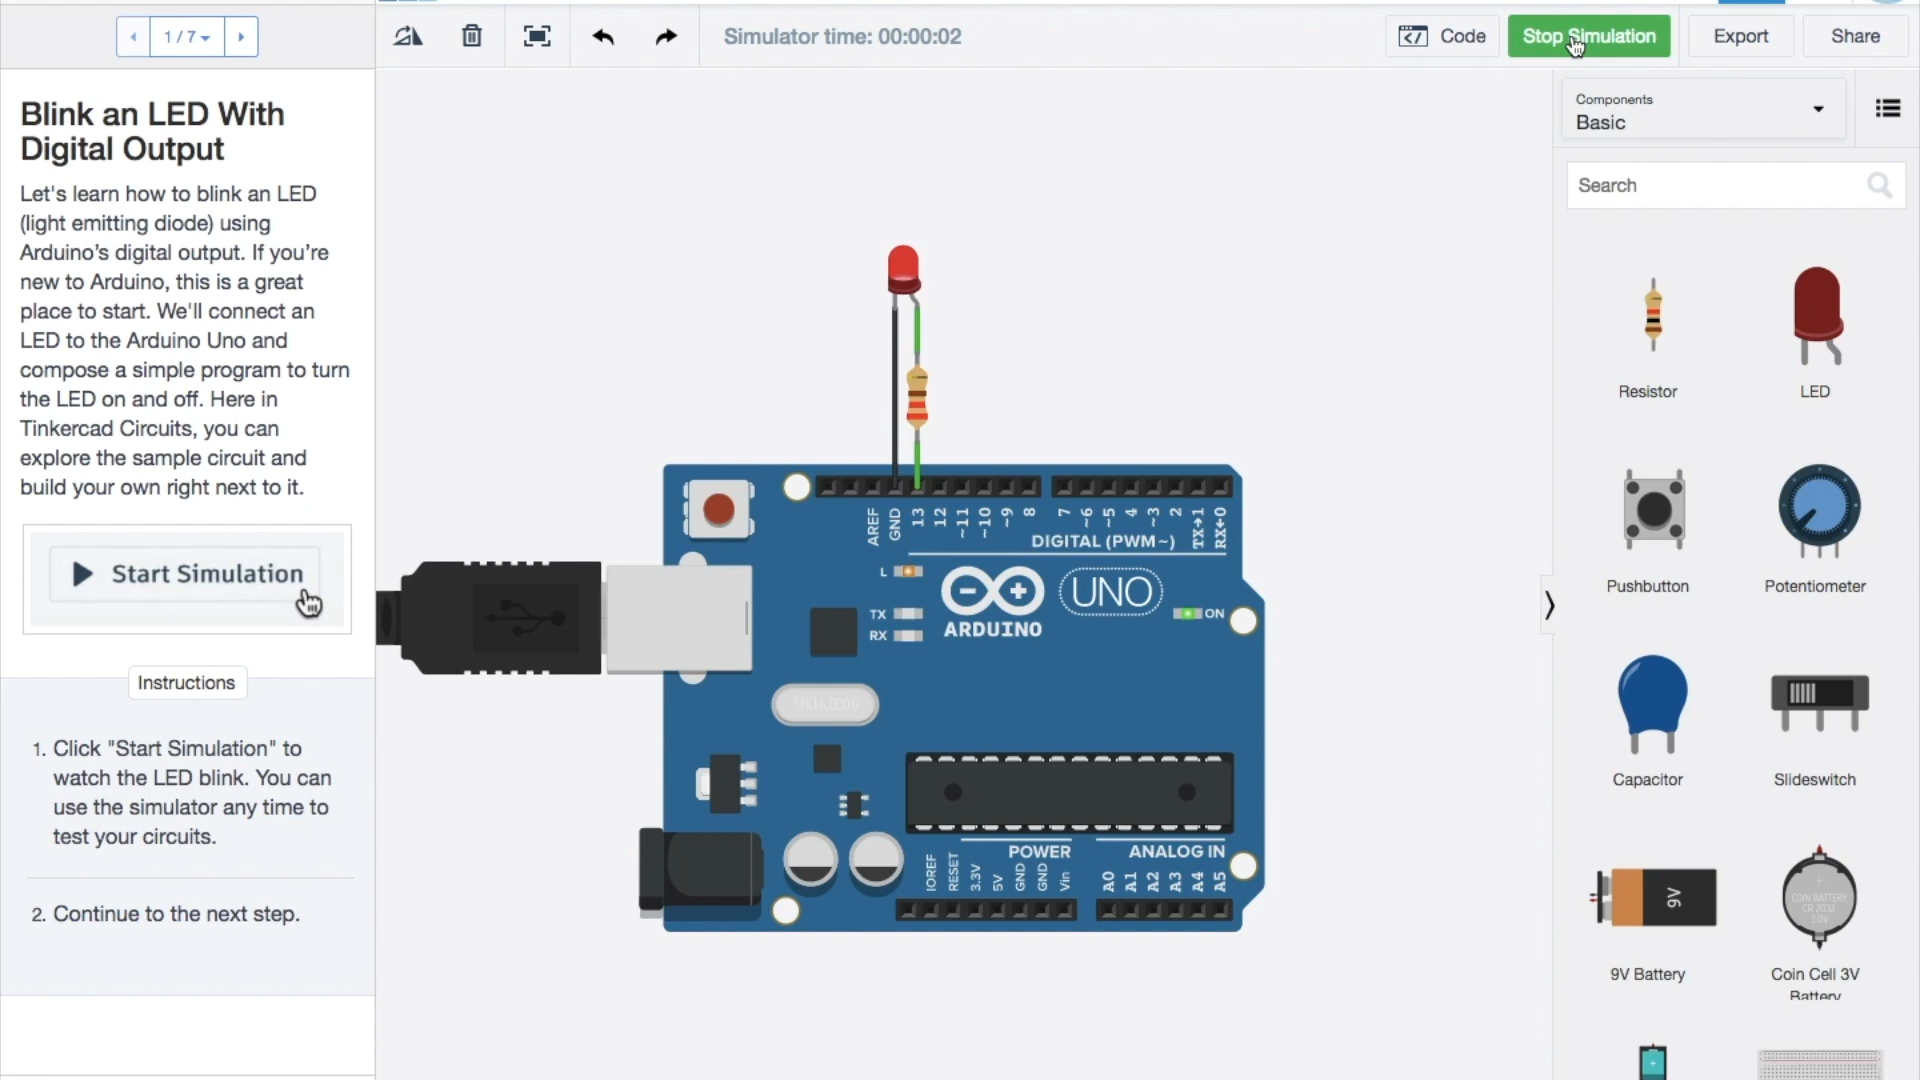 1 / 7
Simulator time: 00:00:02
Code
Stop Simulation
Export
Share
Blink an LED With
Digital Output
Let's learn how to blink an LED
(light emitting diode) using
Arduino’s digital output. If you’re
new to Arduino, this is a great
place to start. We'll connect an
LED to the Arduino Uno and
compose a simple program to turn
the LED on and off. Here in
Tinkercad Circuits, you can
explore the sample circuit and
build your own right next to it.
Start Simulation
Instructions
1. Click "Start Simulation" to
watch the LED blink. You can
use the simulator any time to
test your circuits.
2. Continue to the next step.
AREF
GND
13
12
~11
~10
~9
8
7
~6
~5
4
~3
2
TX→1
RX←0
DIGITAL (PWM~)
L
TX
RX
ARDUINO
UNO
ON
SPK16.000G
POWER
ANALOG IN
IOREF
RESET
3.3V
5V
GND
GND
Vin
A0
A1
A2
A3
A4
A5
Components
Basic
Search
Resistor
LED
Pushbutton
Potentiometer
Capacitor
Slideswitch
9V
COIN BATTERY
CR 2032
3.0V
9V Battery
Coin Cell 3V
Battery